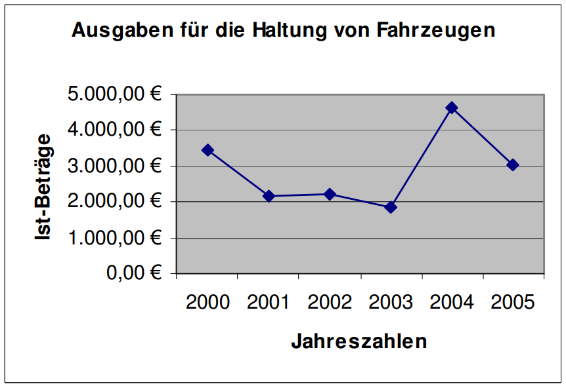 Ausgaben für die Haltung von Fahrzeugen
5.000,00 €
4.000,00 €
3.000,00 €
2.000,00 €
1.000,00 €
0,00 €
Ist-Beträge
2000 2001 2002 2003 2004 2005
Jahreszahlen